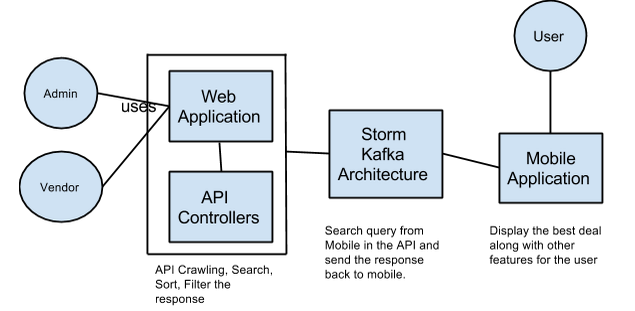 User
Admin
uses
Vendor
Web
Application
API
Controllers
Storm
Kafka
Architecture
Mobile
Application
API Crawling, Search,
Sort, Filter the
response
Search query from
Mobile in the API and
send the response
back to mobile.
Display the best deal
along with other
features for the user